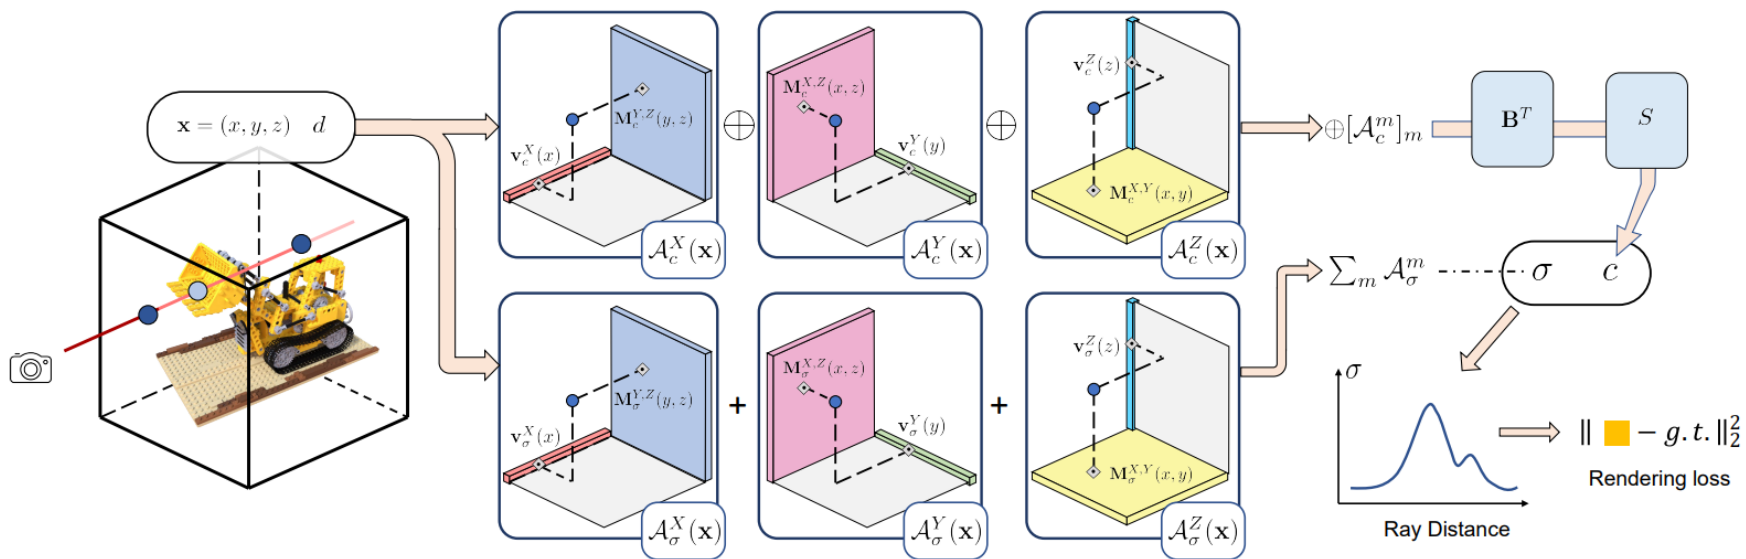 𝐱 = (x, y, z) d
𝐯_c^X(x)
𝐌_c^{Y,Z}(y, z)
𝒜_c^X(𝐱)
⊕
𝐌_c^{X,Z}(x, z)
𝐯_c^Y(y)
𝒜_c^Y(𝐱)
⊕
𝐯_c^Z(z)
𝐌_c^{X,Y}(x, y)
𝒜_c^Z(𝐱)
⊕[𝒜_c^m]_m
𝐁^T
S
𝐯_σ^X(x)
𝐌_σ^{Y,Z}(y, z)
𝒜_σ^X(𝐱)
+
𝐌_σ^{X,Z}(x, z)
𝐯_σ^Y(y)
𝒜_σ^Y(𝐱)
+
𝐯_σ^Z(z)
𝐌_σ^{X,Y}(x, y)
𝒜_σ^Z(𝐱)
∑_m 𝒜_σ^m
σ c
σ
Ray Distance
‖ − g.t.‖_2^2
Rendering loss